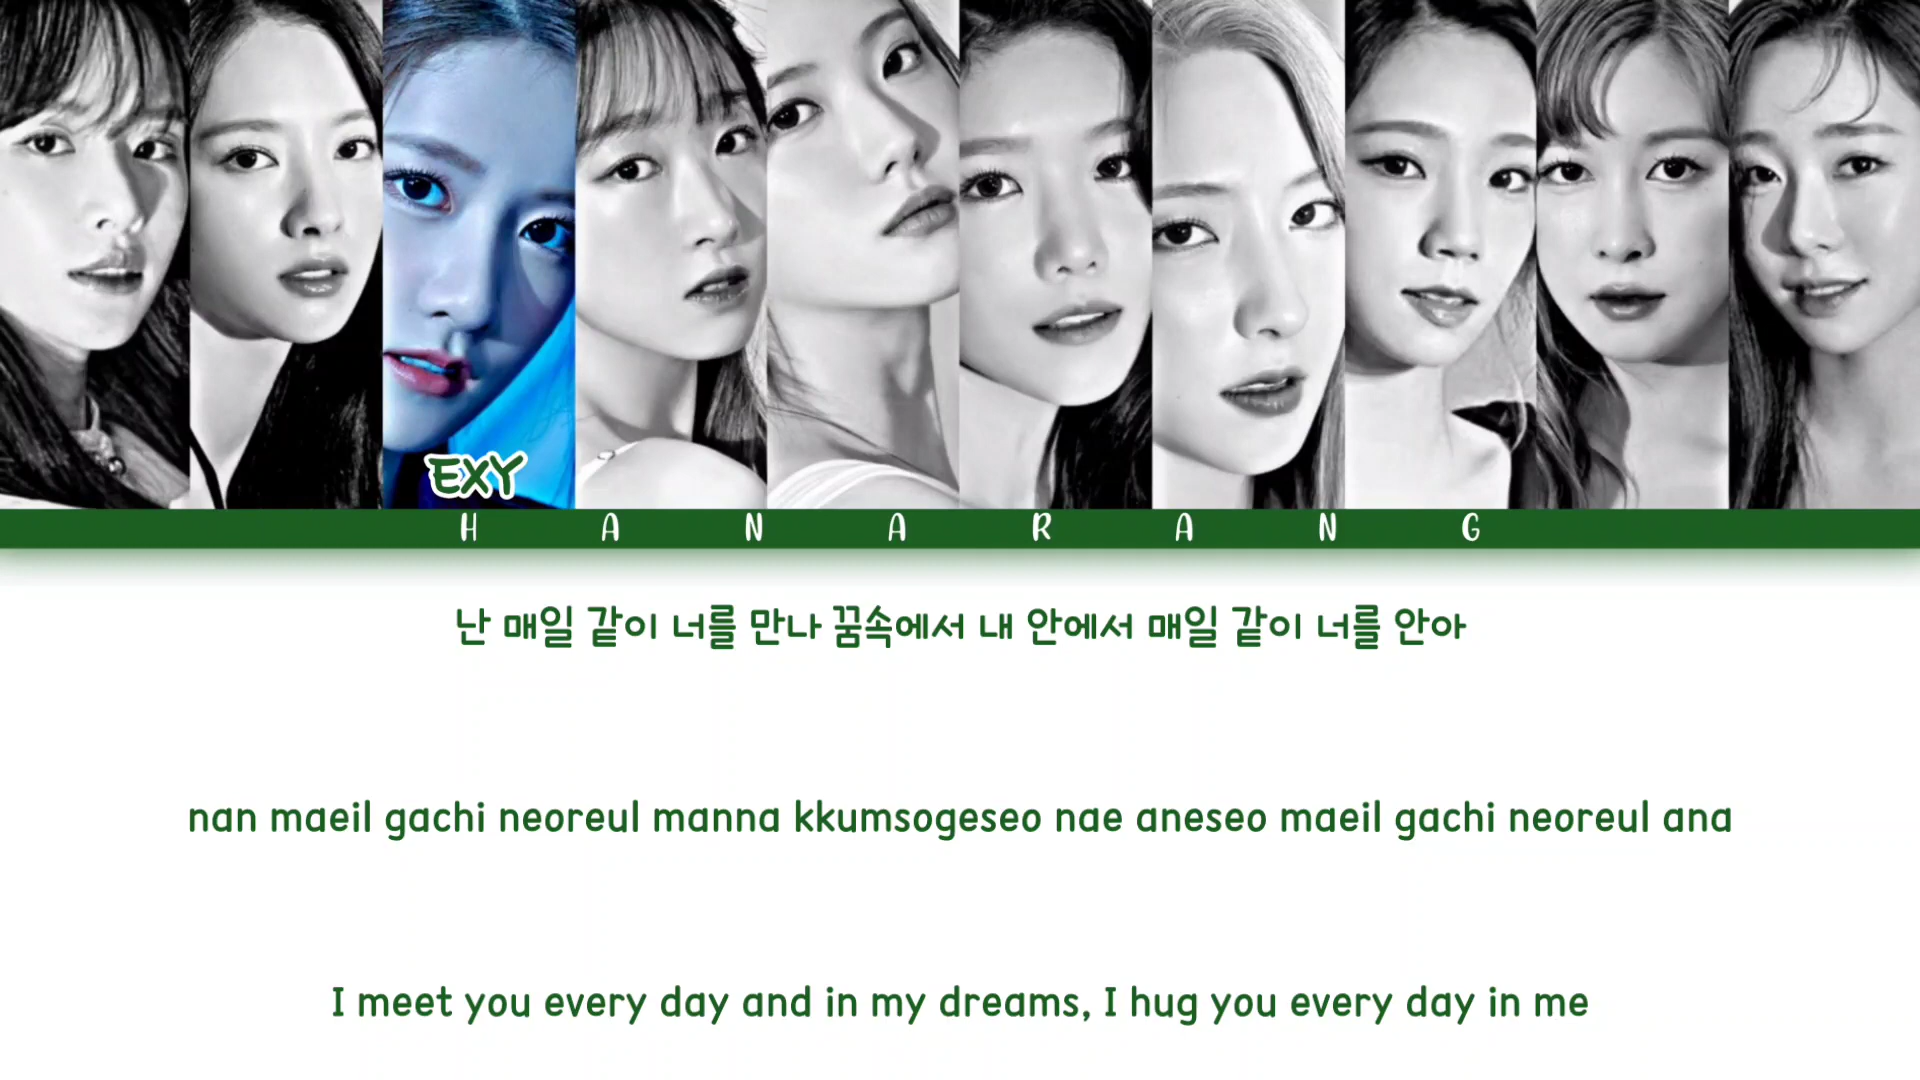 EXY
H A N A R A N G
난 매일 같이 너를 만나 꿈속에서 내 안에서 매일 같이 너를 안아
nan maeil gachi neoreul manna kkumsogeseo nae aneseo maeil gachi neoreul ana
I meet you every day and in my dreams, I hug you every day in me